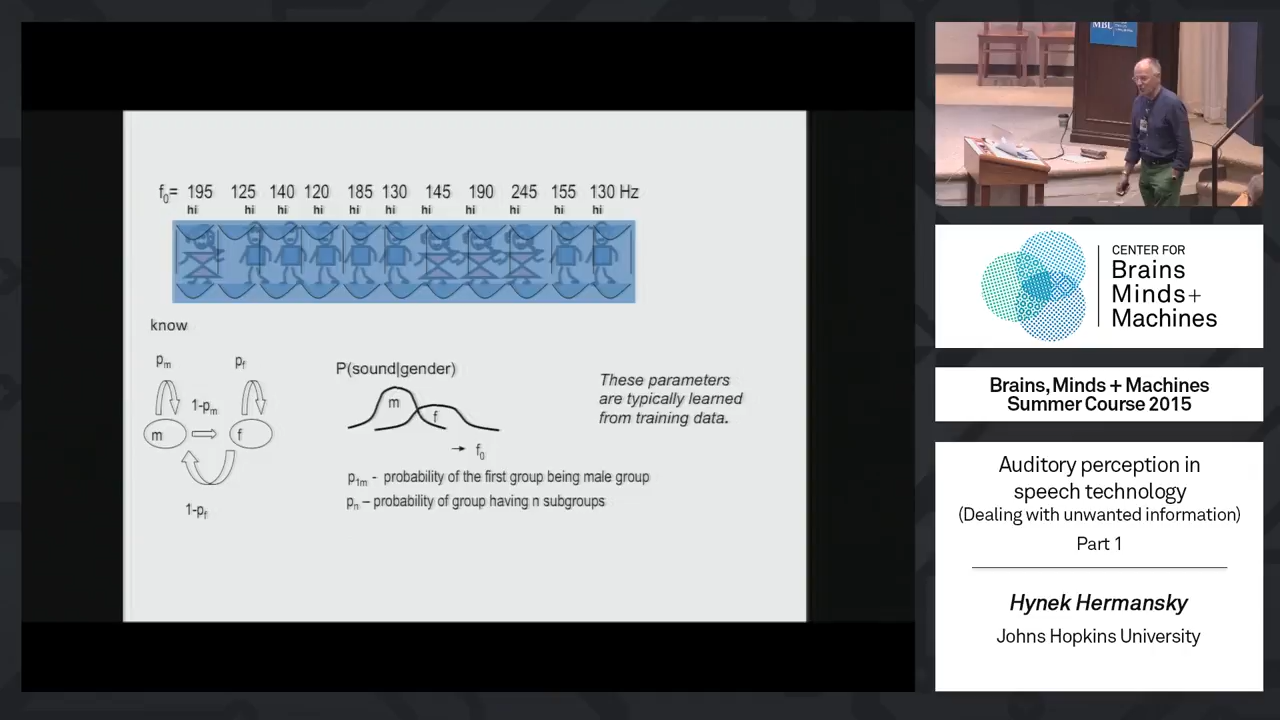 f0= 195 125 140 120 185 130 145 190 245 155 130 Hz
hi hi hi hi hi hi hi hi hi hi hi
know
pm pf
1-pm
m f
1-pf
P(sound|gender)
m f
→ f0
p1m - probability of the first group being male group
pn – probability of group having n subgroups
These parameters
are typically learned
from training data.
MBL
CENTER FOR
Brains
Minds+
Machines
Brains, Minds + Machines
Summer Course 2015
Auditory perception in
speech technology
(Dealing with unwanted information)
Part 1
Hynek Hermansky
Johns Hopkins University